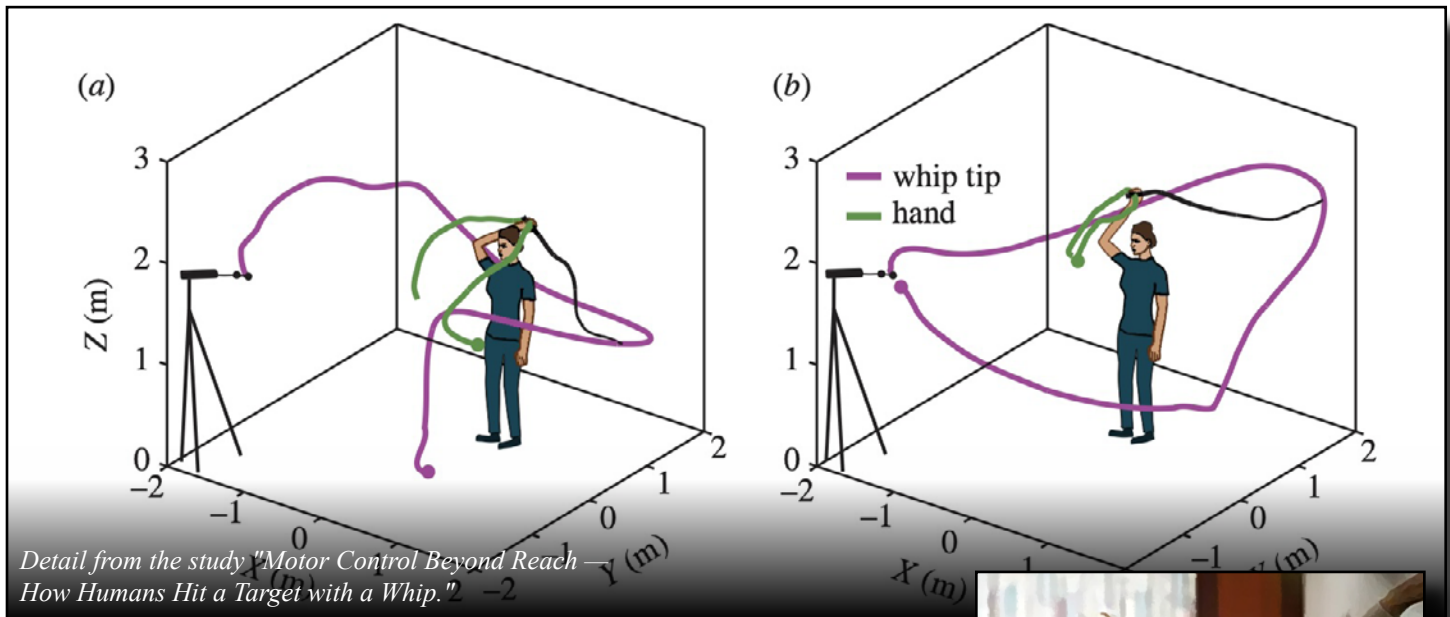 (a)
3
2
1
0
Z (m)
-2
-1
0
1
2
X (m)
-2
-1
0
1
2
Y (m)
(b)
whip tip
hand
3
2
1
0
-2
-1
0
X (m)
-1
0
1
2
(m)
Detail from the study "Motor Control Beyond Reach —
How Humans Hit a Target with a Whip."